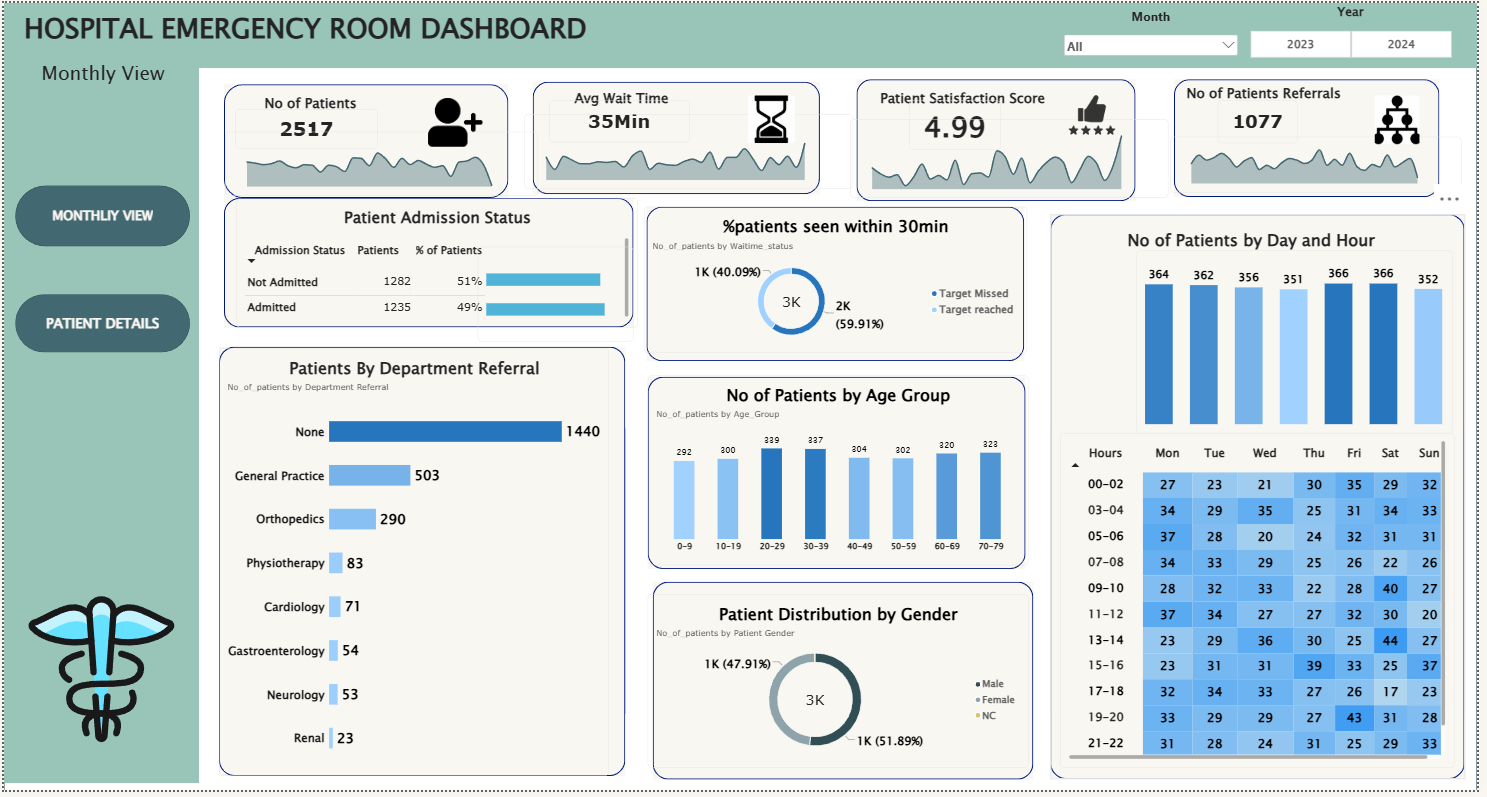 HOSPITAL EMERGENCY ROOM DASHBOARD
Monthly View
Month
All
Year
2023 2024
MONTHLIY VIEW
PATIENT DETAILS
No of Patients
2517
Avg Wait Time
35Min
Patient Satisfaction Score
4.99
No of Patients Referrals
1077
Patient Admission Status
Admission Status Patients % of Patients
Not Admitted 1282 51%
Admitted 1235 49%
%patients seen within 30min
No_of_patients by Waitime_status
1K (40.09%)
3K
2K
(59.91%)
Target Missed
Target reached
Patients By Department Referral
No_of_patients by Department Referral
None 1440
General Practice 503
Orthopedics 290
Physiotherapy 83
Cardiology 71
Gastroenterology 54
Neurology 53
Renal 23
No of Patients by Age Group
No_of_patients by Age_Group
292 300 339 337 304 302 320 323
0-9 10-19 20-29 30-39 40-49 50-59 60-69 70-79
Patient Distribution by Gender
No_of_patients by Patient Gender
1K (47.91%)
3K
1K (51.89%)
Male
Female
NC
No of Patients by Day and Hour
364 362 356 351 366 366 352
Hours Mon Tue Wed Thu Fri Sat Sun
00-02 27 23 21 30 35 29 32
03-04 34 29 35 25 31 34 33
05-06 37 28 20 24 32 31 31
07-08 34 33 29 25 26 22 26
09-10 28 32 33 22 28 40 27
11-12 37 34 27 27 32 30 20
13-14 23 29 36 30 25 44 27
15-16 23 31 31 39 33 25 37
17-18 32 34 33 27 26 17 23
19-20 33 29 29 27 43 31 28
21-22 31 28 24 31 25 29 33